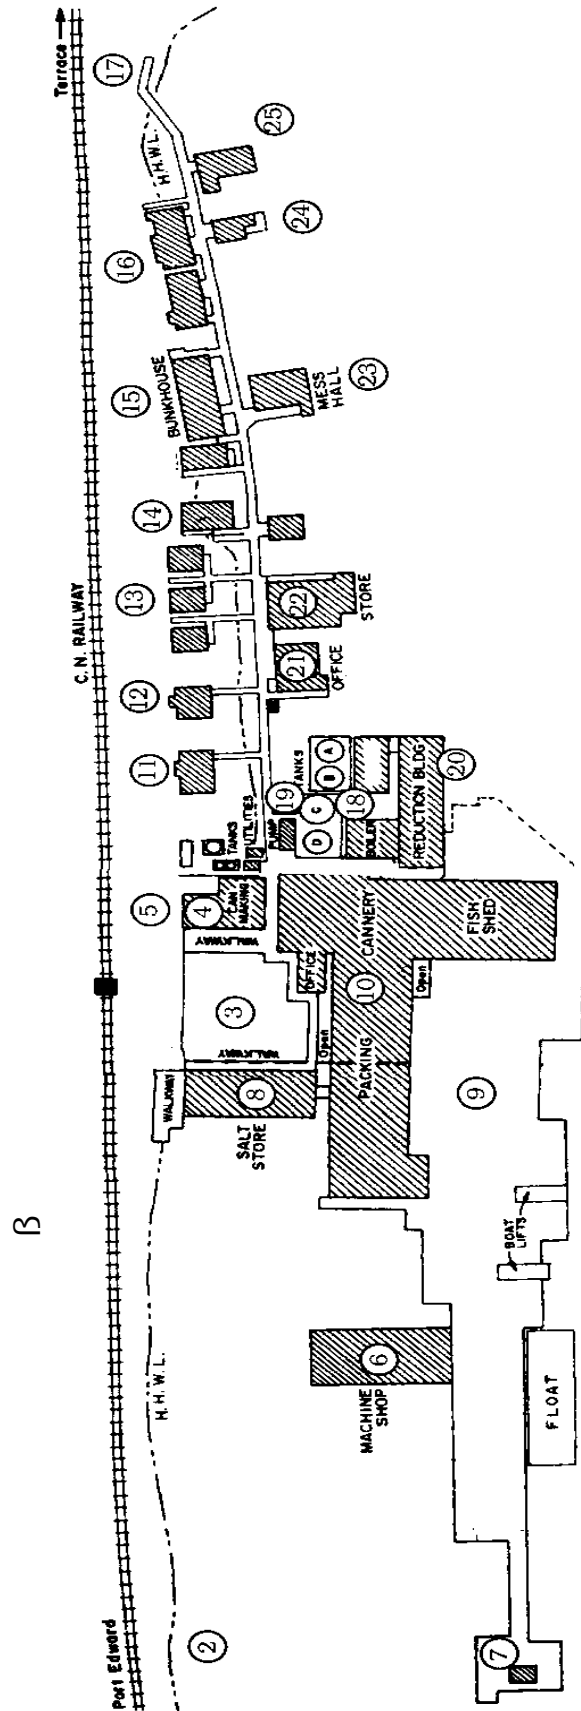 Port Edward
C.N. RAILWAY
Terrace
H.H.W.L.
H.H.W.L.
2
3
4
5
6
7
8
9
10
11
12
13
14
15
16
17
18
19
20
21
22
23
24
25
WALKWAY
WALKWAY
WALKWAY
SALT
STORE
OFFICE
Open
Open
PACKING
CANNERY
FISH
SHED
CAN
MAKING
TANKS
UTILITIES
PUMP
TANKS
A
B
C
D
BOILER
REDUCTION BLDG
OFFICE
STORE
BUNKHOUSE
MESS
HALL
MACHINE
SHOP
BOAT
LIFTS
FLOAT